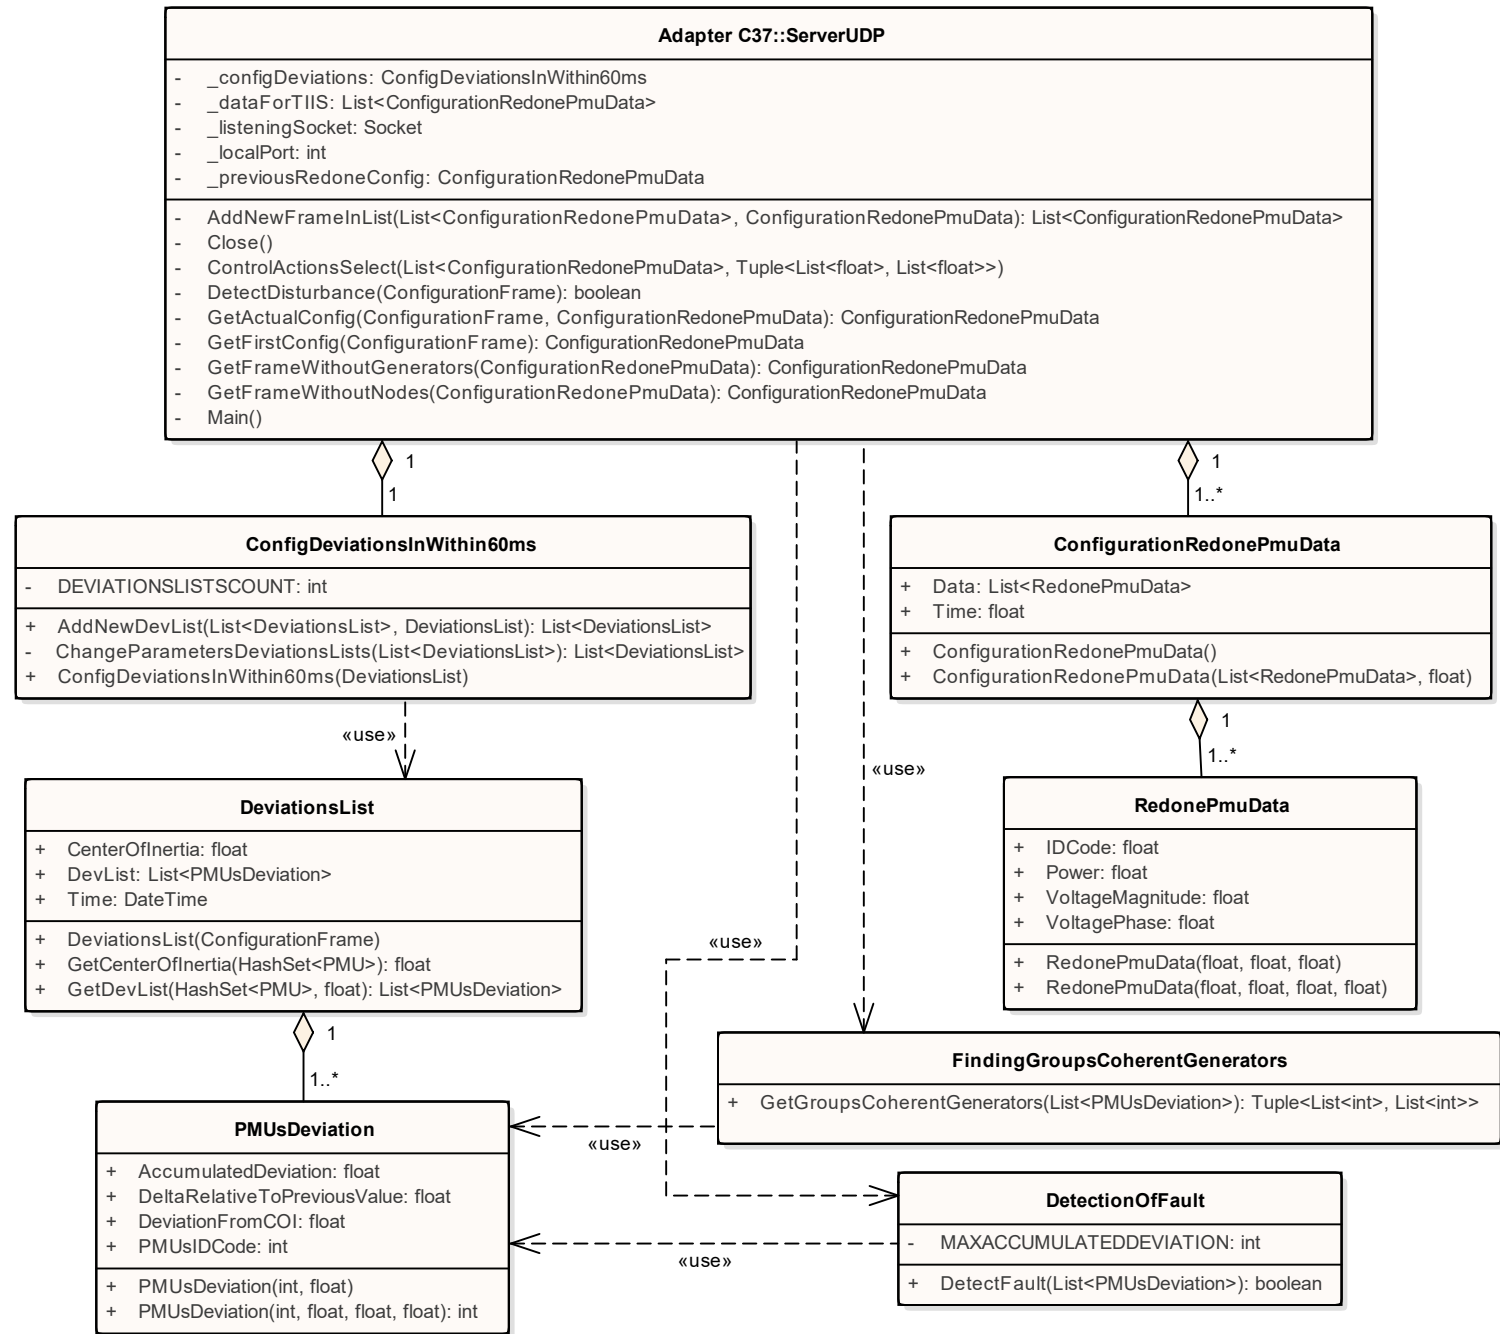 Adapter C37::ServerUDP
- _configDeviations: ConfigDeviationsInWithin60ms
- _dataForTIIS: List<ConfigurationRedonePmuData>
- _listeningSocket: Socket
- _localPort: int
- _previousRedoneConfig: ConfigurationRedonePmuData
- AddNewFrameInList(List<ConfigurationRedonePmuData>, ConfigurationRedonePmuData): List<ConfigurationRedonePmuData>
- Close()
- ControlActionsSelect(List<ConfigurationRedonePmuData>, Tuple<List<float>, List<float>>)
- DetectDisturbance(ConfigurationFrame): boolean
- GetActualConfig(ConfigurationFrame, ConfigurationRedonePmuData): ConfigurationRedonePmuData
- GetFirstConfig(ConfigurationFrame): ConfigurationRedonePmuData
- GetFrameWithoutGenerators(ConfigurationRedonePmuData): ConfigurationRedonePmuData
- GetFrameWithoutNodes(ConfigurationRedonePmuData): ConfigurationRedonePmuData
- Main()
1
1
1
1..*
ConfigDeviationsInWithin60ms
- DEVIATIONSLISTSCOUNT: int
+ AddNewDevList(List<DeviationsList>, DeviationsList): List<DeviationsList>
- ChangeParametersDeviationsLists(List<DeviationsList>): List<DeviationsList>
+ ConfigDeviationsInWithin60ms(DeviationsList)
ConfigurationRedonePmuData
+ Data: List<RedonePmuData>
+ Time: float
+ ConfigurationRedonePmuData()
+ ConfigurationRedonePmuData(List<RedonePmuData>, float)
«use»
1
1..*
«use»
DeviationsList
+ CenterOfInertia: float
+ DevList: List<PMUsDeviation>
+ Time: DateTime
+ DeviationsList(ConfigurationFrame)
+ GetCenterOfInertia(HashSet<PMU>): float
+ GetDevList(HashSet<PMU>, float): List<PMUsDeviation>
RedonePmuData
+ IDCode: float
+ Power: float
+ VoltageMagnitude: float
+ VoltagePhase: float
+ RedonePmuData(float, float, float)
+ RedonePmuData(float, float, float, float)
«use»
1
1..*
FindingGroupsCoherentGenerators
+ GetGroupsCoherentGenerators(List<PMUsDeviation>): Tuple<List<int>, List<int>>
«use»
PMUsDeviation
+ AccumulatedDeviation: float
+ DeltaRelativeToPreviousValue: float
+ DeviationFromCOI: float
+ PMUsIDCode: int
+ PMUsDeviation(int, float)
+ PMUsDeviation(int, float, float, float): int
DetectionOfFault
- MAXACCUMULATEDDEVIATION: int
+ DetectFault(List<PMUsDeviation>): boolean
«use»